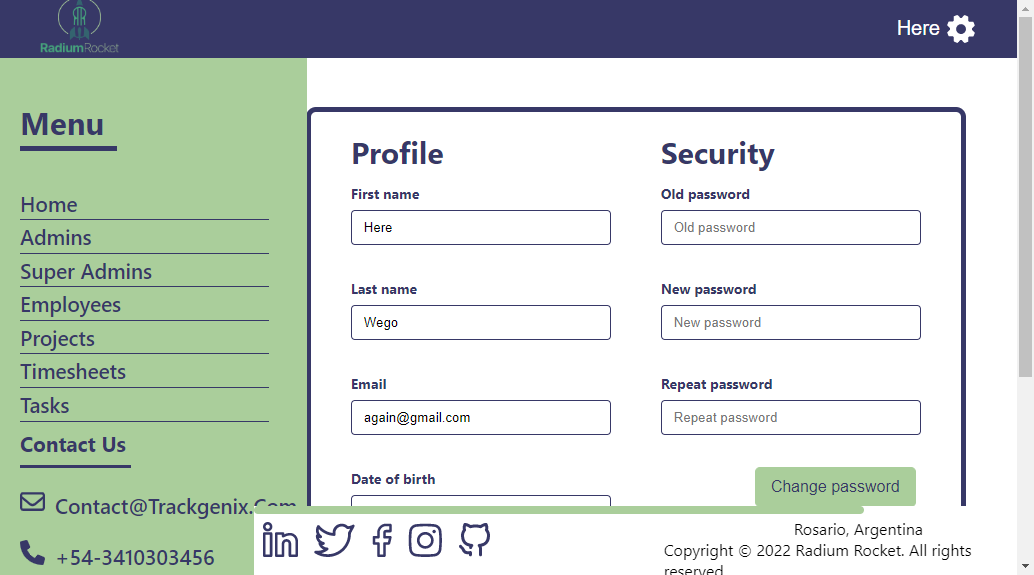 RadiumRocket
Here
Menu
Home
Admins
Super Admins
Employees
Projects
Timesheets
Tasks
Contact Us
Contact@Trackgenix.Com
+54-3410303456
Profile
First name
Here
Last name
Wego
Email
again@gmail.com
Date of birth
Security
Old password
Old password
New password
New password
Repeat password
Repeat password
Change password
Rosario, Argentina
Copyright © 2022 Radium Rocket. All rights
reserved